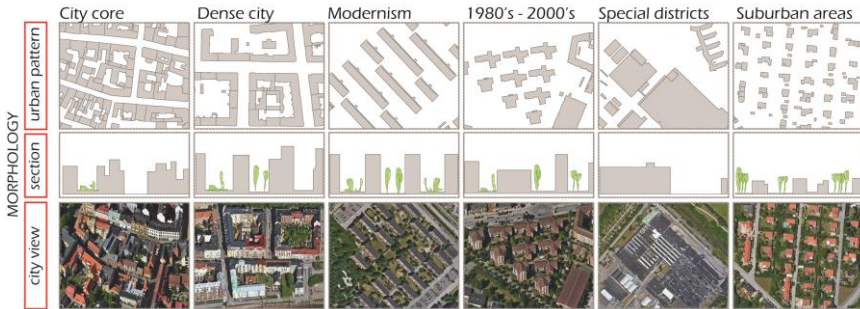 City core
Dense city
Modernism
1980's - 2000's
Special districts
Suburban areas
MORPHOLOGY
urban pattern
section
city view